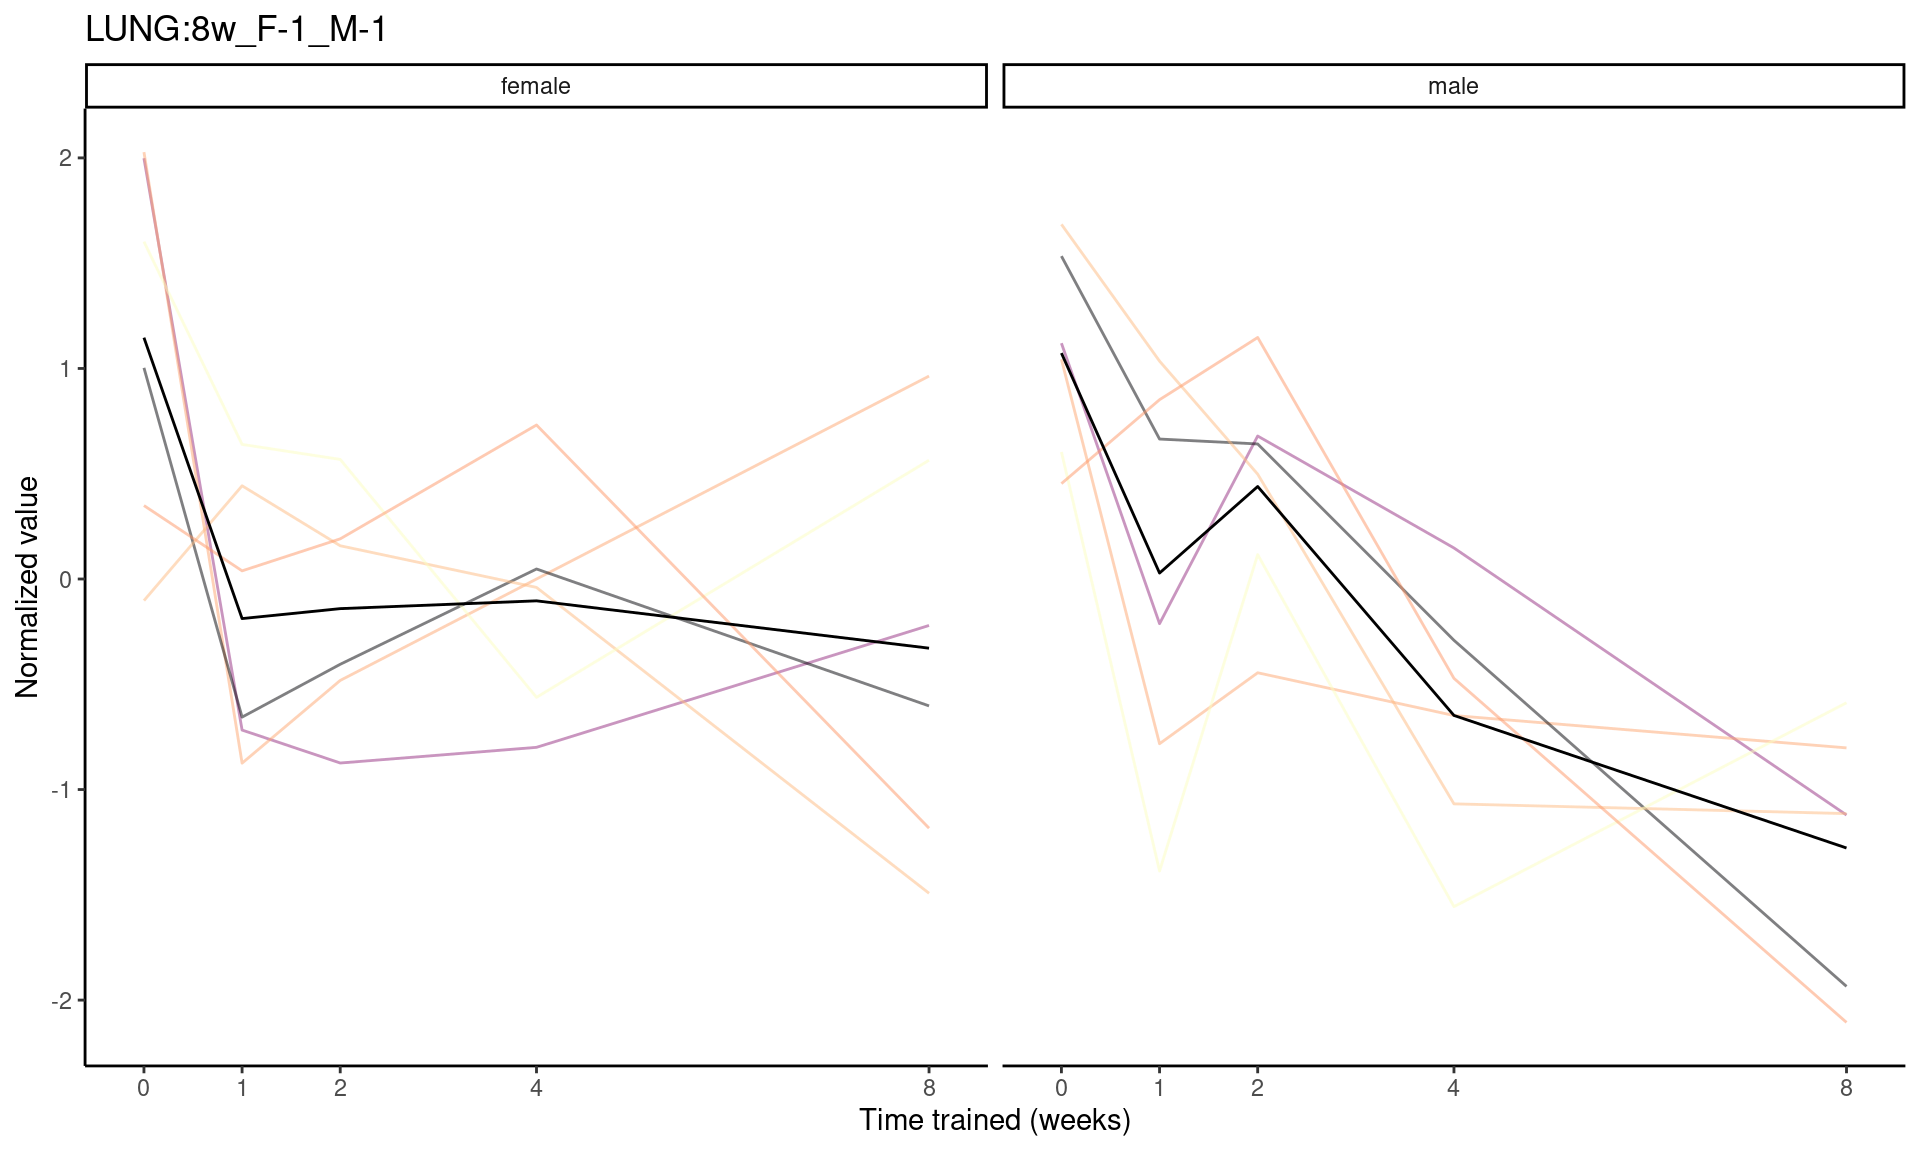 LUNG:8w_F-1_M-1
female
male
Normalized value
2
1
0
-1
-2
0 1 2 4 8
0 1 2 4 8
Time trained (weeks)